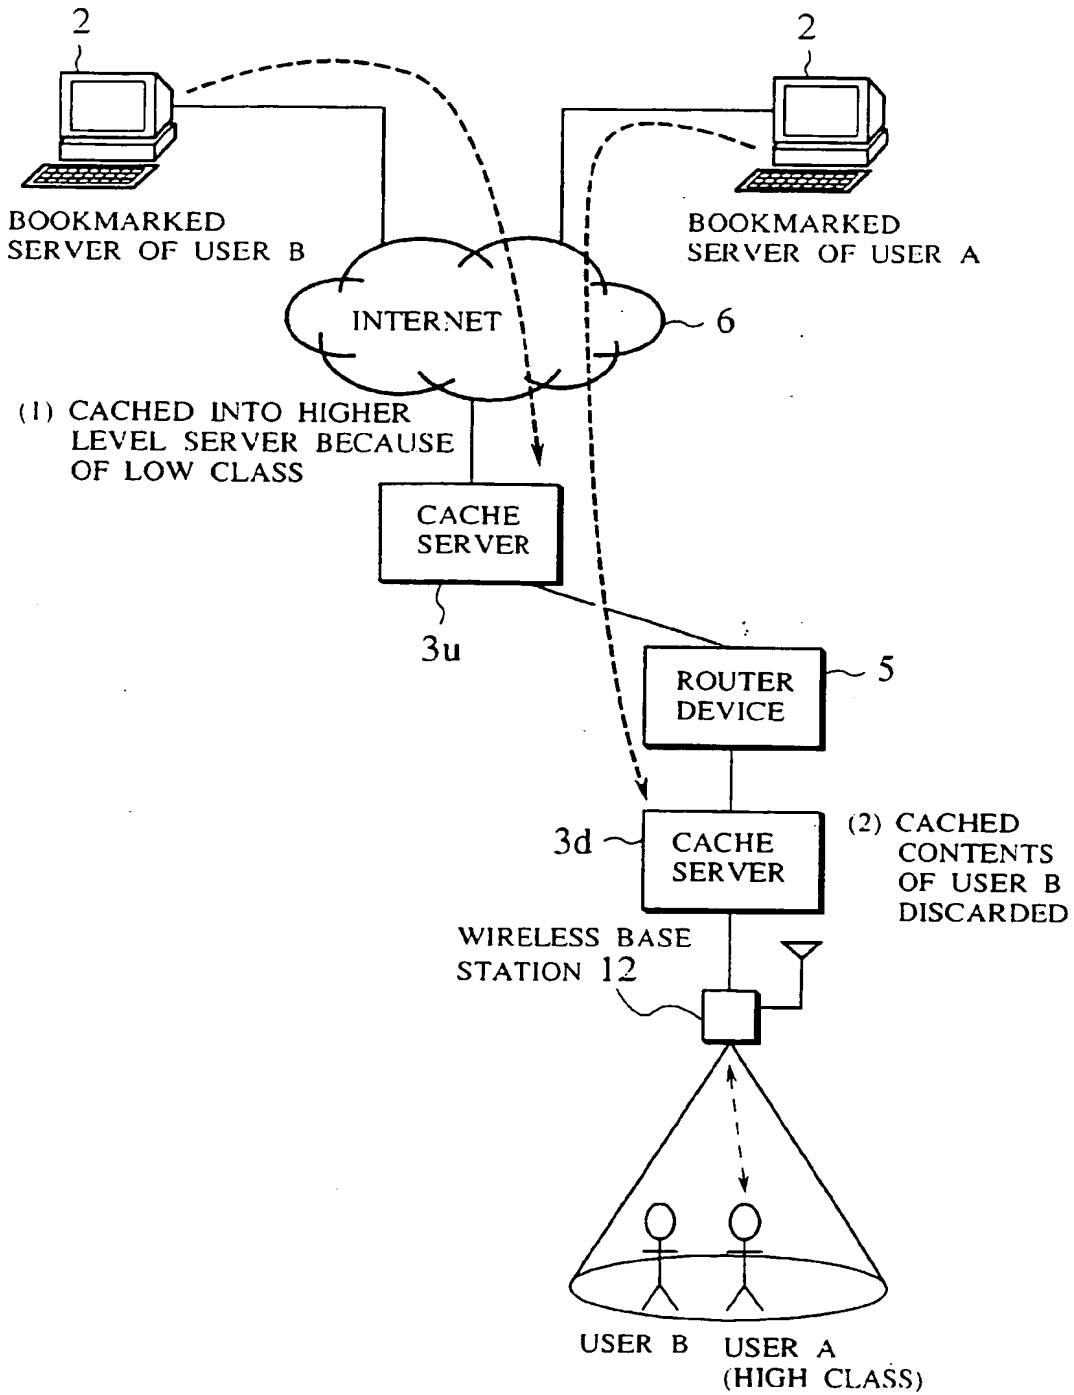 2
2
BOOKMARKED
SERVER OF USER B
BOOKMARKED
SERVER OF USER A
INTERNET
6
(1) CACHED INTO HIGHER
LEVEL SERVER BECAUSE
OF LOW CLASS
CACHE
SERVER
3u
ROUTER
DEVICE
5
3d
CACHE
SERVER
(2) CACHED
CONTENTS
OF USER B
DISCARDED
WIRELESS BASE
STATION 12
USER B
USER A
(HIGH CLASS)